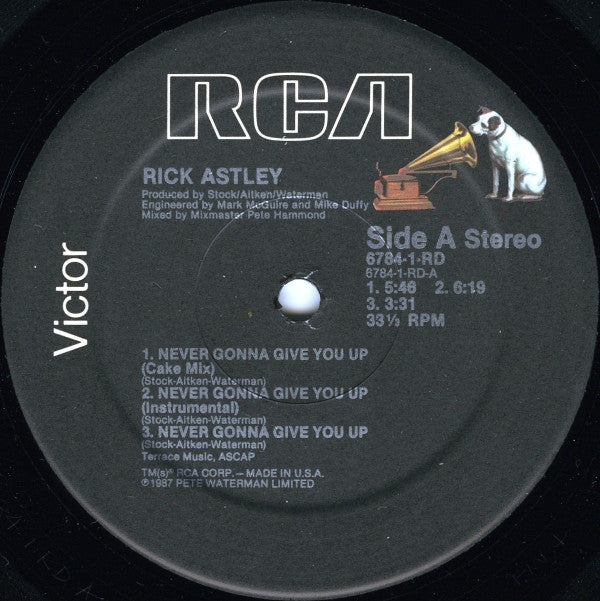 RCA
RICK ASTLEY
Produced by Stock/Aitken/Waterman
Engineered by Mark McGuire and Mike Duffy
Mixed by Mixmaster Pete Hammond
Victor
Side A Stereo
6784-1-RD
6784-1-RD-A
1. 5:46 2. 6:19
3. 3:31
33⅓ RPM
1. NEVER GONNA GIVE YOU UP
(Cake Mix)
(Stock-Aitken-Waterman)
2. NEVER GONNA GIVE YOU UP
(Instrumental)
(Stock-Aitken-Waterman)
3. NEVER GONNA GIVE YOU UP
(Stock-Aitken-Waterman)
Terrace Music, ASCAP
TM(s)® RCA CORP.—MADE IN U.S.A.
℗1987 PETE WATERMAN LIMITED